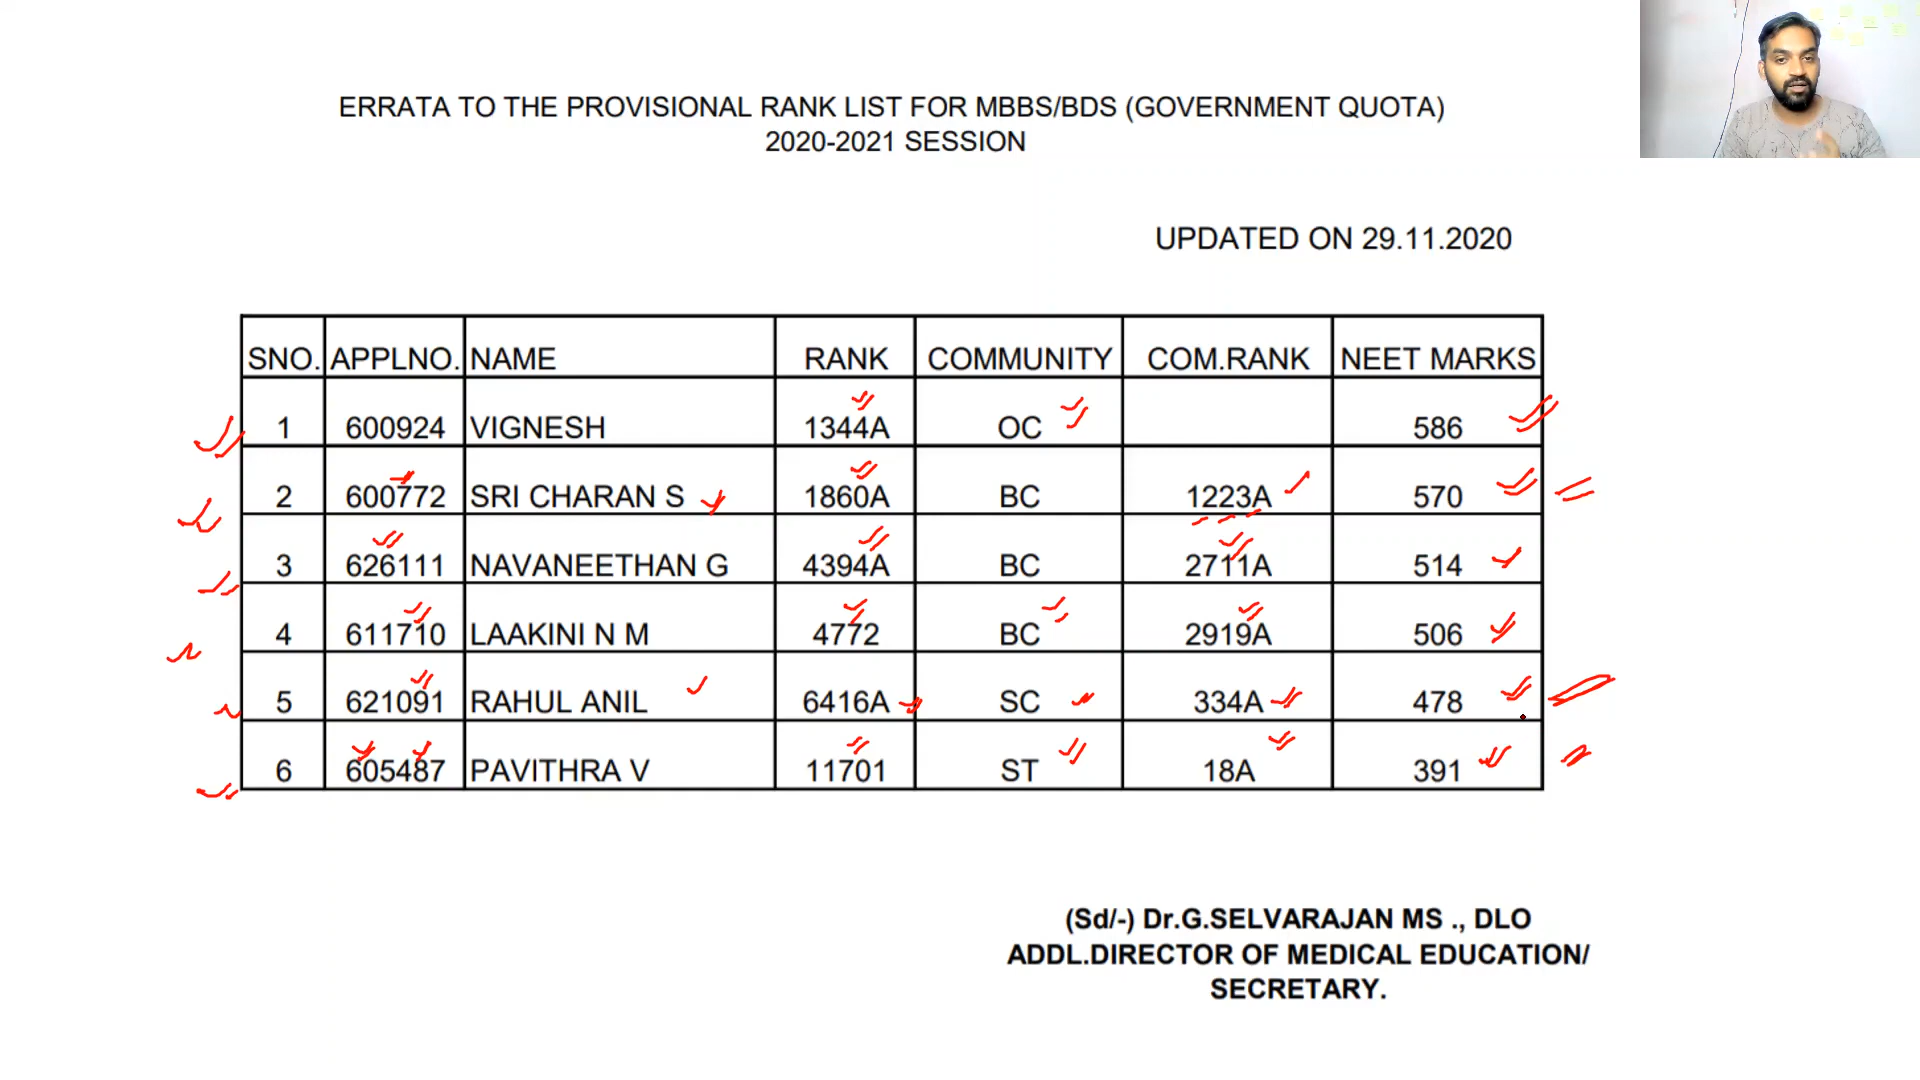 ERRATA TO THE PROVISIONAL RANK LIST FOR MBBS/BDS (GOVERNMENT QUOTA)
2020-2021 SESSION
UPDATED ON 29.11.2020
SNO. APPLNO. NAME RANK COMMUNITY COM.RANK NEET MARKS
1 600924 VIGNESH 1344A OC 586
2 600772 SRI CHARAN S 1860A BC 1223A 570
3 626111 NAVANEETHAN G 4394A BC 2711A 514
4 611710 LAAKINI N M 4772 BC 2919A 506
5 621091 RAHUL ANIL 6416A SC 334A 478
6 605487 PAVITHRA V 11701 ST 18A 391
(Sd/-) Dr.G.SELVARAJAN MS ., DLO
ADDL.DIRECTOR OF MEDICAL EDUCATION/
SECRETARY.